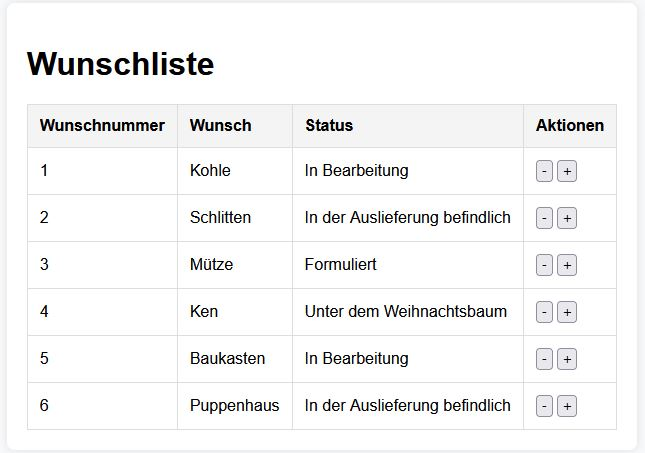 Wunschliste
Wunschnummer Wunsch Status Aktionen
1 Kohle In Bearbeitung - +
2 Schlitten In der Auslieferung befindlich - +
3 Mütze Formuliert - +
4 Ken Unter dem Weihnachtsbaum - +
5 Baukasten In Bearbeitung - +
6 Puppenhaus In der Auslieferung befindlich - +